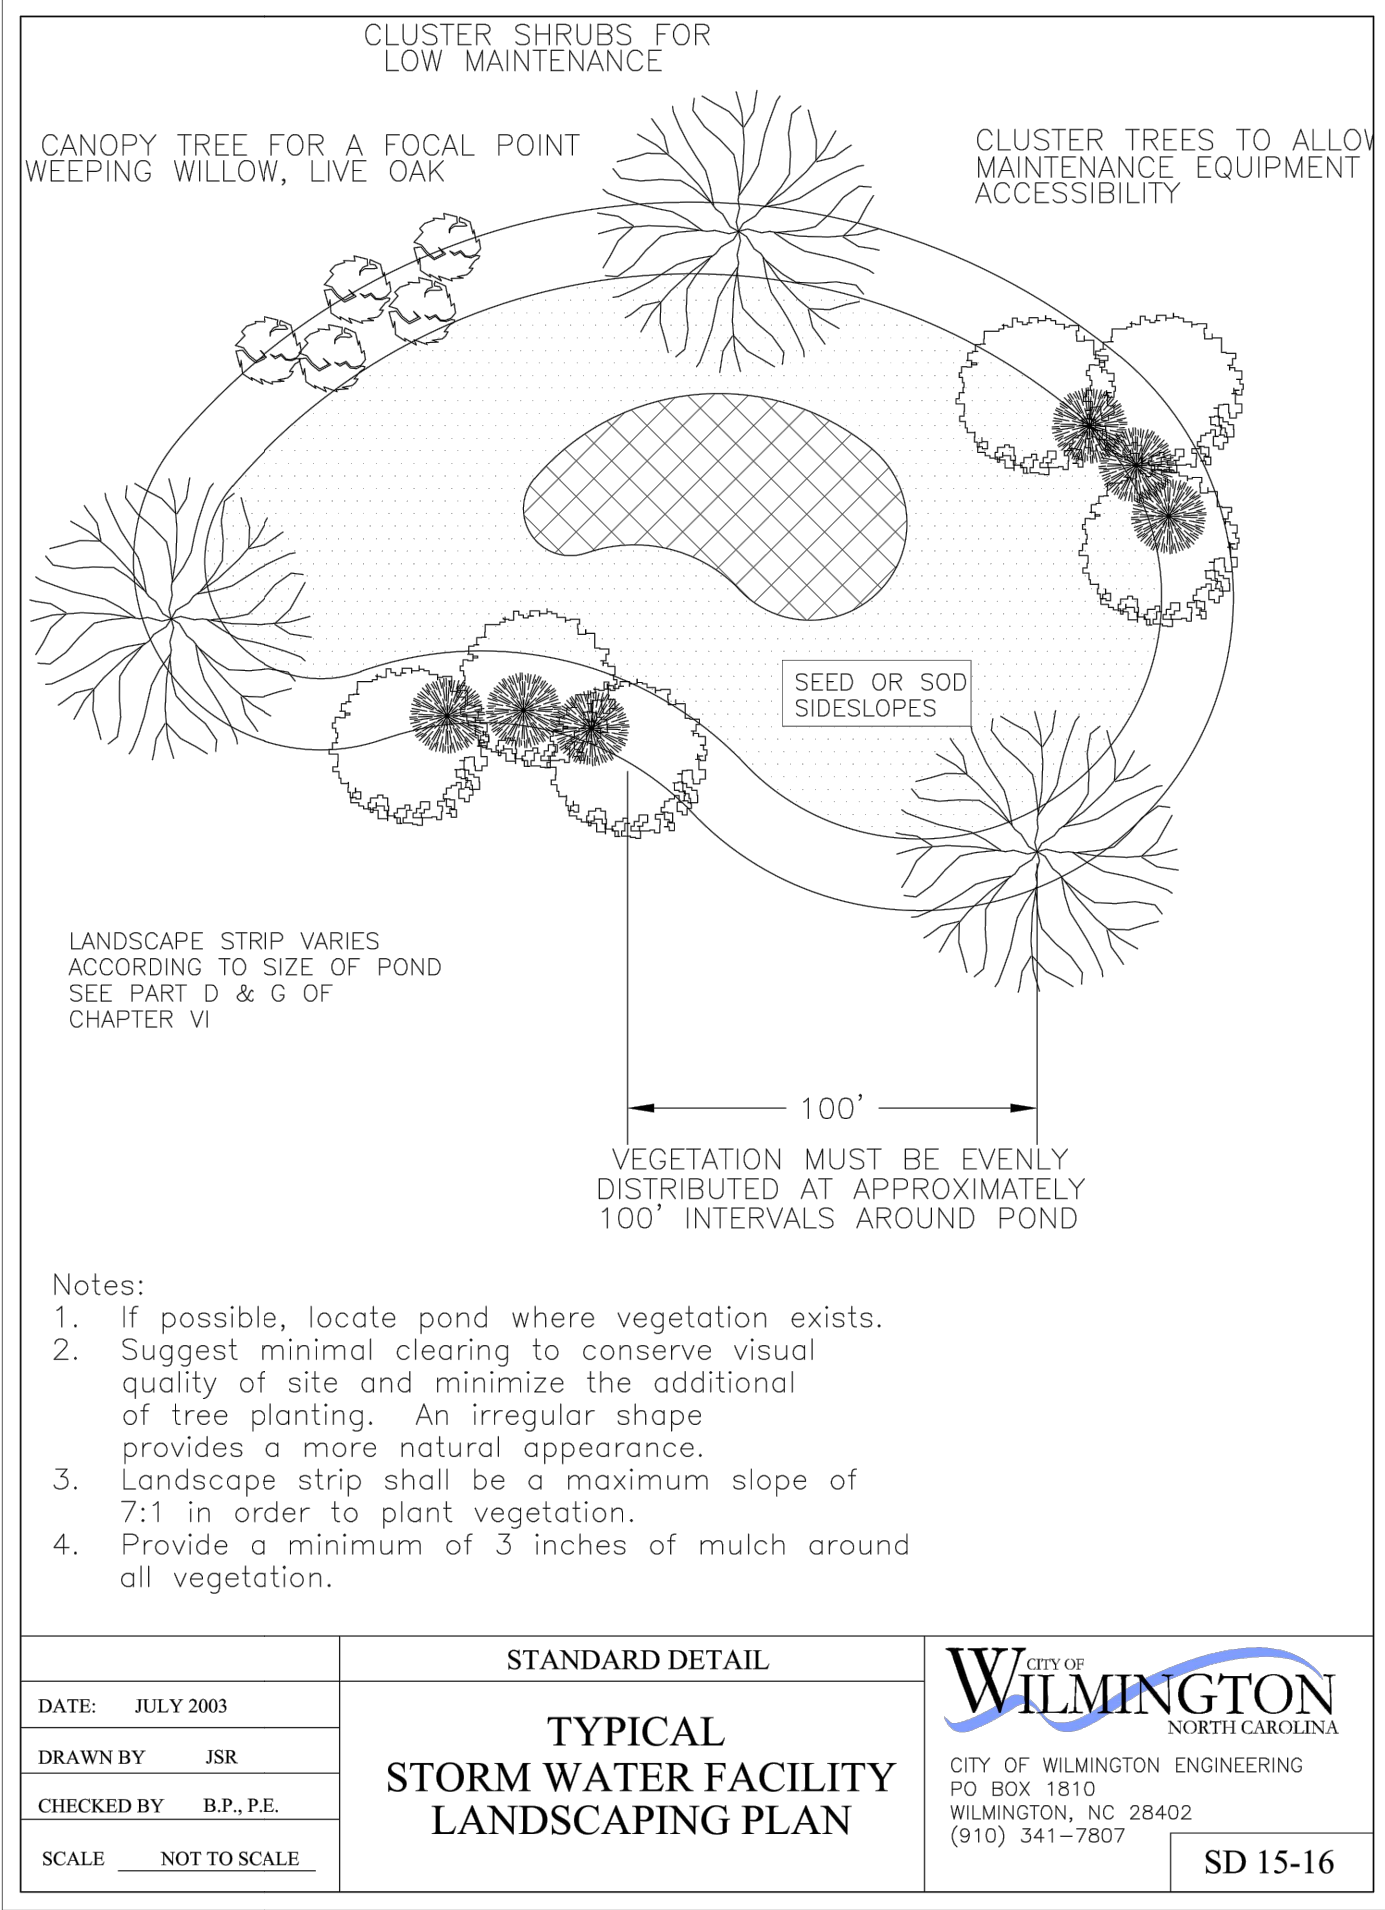 CLUSTER SHRUBS FOR
LOW MAINTENANCE
CANOPY TREE FOR A FOCAL POINT
WEEPING WILLOW, LIVE OAK
CLUSTER TREES TO ALLOW
MAINTENANCE EQUIPMENT
ACCESSIBILITY
SEED OR SOD
SIDESLOPES
LANDSCAPE STRIP VARIES
ACCORDING TO SIZE OF POND
SEE PART D & G OF
CHAPTER VI
100'
VEGETATION MUST BE EVENLY
DISTRIBUTED AT APPROXIMATELY
100' INTERVALS AROUND POND
Notes:
1. If possible, locate pond where vegetation exists.
2. Suggest minimal clearing to conserve visual
quality of site and minimize the additional
of tree planting. An irregular shape
provides a more natural appearance.
3. Landscape strip shall be a maximum slope of
7:1 in order to plant vegetation.
4. Provide a minimum of 3 inches of mulch around
all vegetation.
DATE: JULY 2003
DRAWN BY JSR
CHECKED BY B.P., P.E.
SCALE NOT TO SCALE
STANDARD DETAIL
TYPICAL
STORM WATER FACILITY
LANDSCAPING PLAN
CITY OF
WILMINGTON
NORTH CAROLINA
CITY OF WILMINGTON ENGINEERING
PO BOX 1810
WILMINGTON, NC 28402
(910) 341-7807
SD 15-16